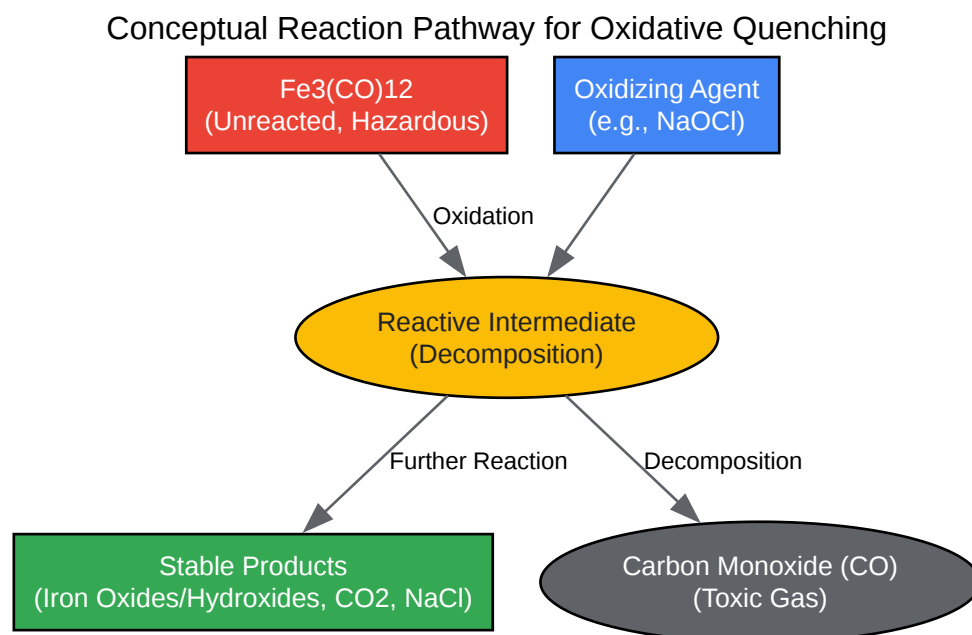 Conceptual Reaction Pathway for Oxidative Quenching
Fe3(CO)12
(Unreacted, Hazardous)
Oxidizing Agent
(e.g., NaOCl)
Oxidation
Reactive Intermediate
(Decomposition)
Further Reaction
Decomposition
Stable Products
(Iron Oxides/Hydroxides, CO2, NaCl)
Carbon Monoxide (CO)
(Toxic Gas)